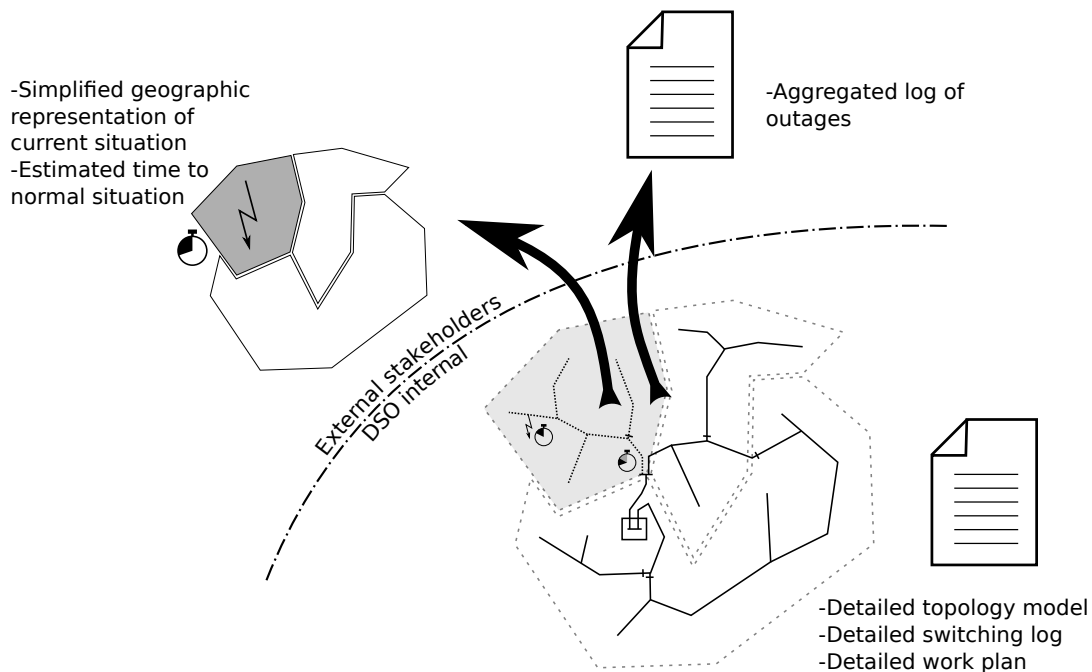 -Simplified geographic
representation of
current situation
-Estimated time to
normal situation
-Aggregated log of
outages
External stakeholders
DSO internal
-Detailed topology model
-Detailed switching log
-Detailed work plan